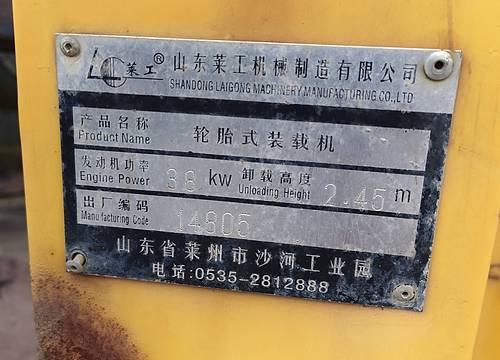 莱工® 山东莱工机械制造有限公司
SHANDONG LAIGONG MACHINERY MANUFACTURING CO.,LTD
产品名称 轮胎式装载机
Product Name
发动机功率 38 kw 卸载高度 2.45 m
Engine Power Unloading Height
出厂编码 14805
Manufacturing Code
山东省莱州市沙河工业园
电话:0535-2812888